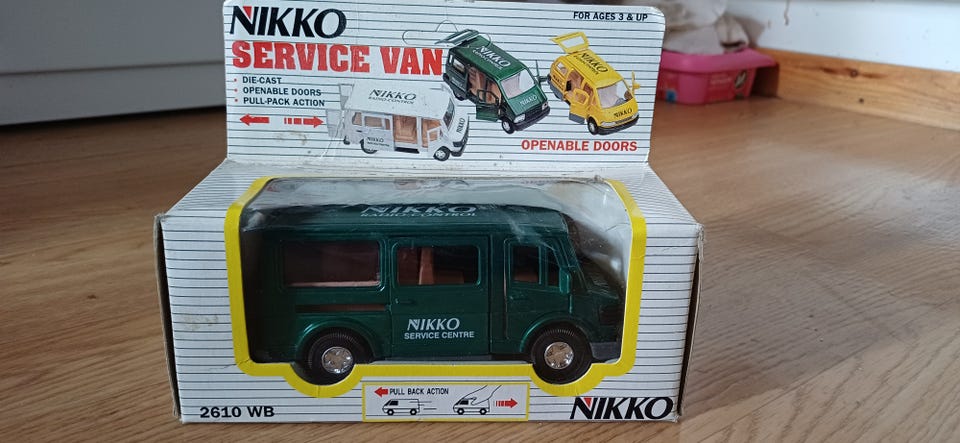 NIKKO
FOR AGES 3 & UP
SERVICE VAN
• DIE-CAST
• OPENABLE DOORS
• PULL-PACK ACTION
NIKKO
NIKKO
NIKKO
RADIO CONTROL
NIKKO
OPENABLE DOORS
NIKKO
RADIO CONTROL
NIKKO
SERVICE CENTRE
PULL BACK ACTION
2610 WB
NIKKO